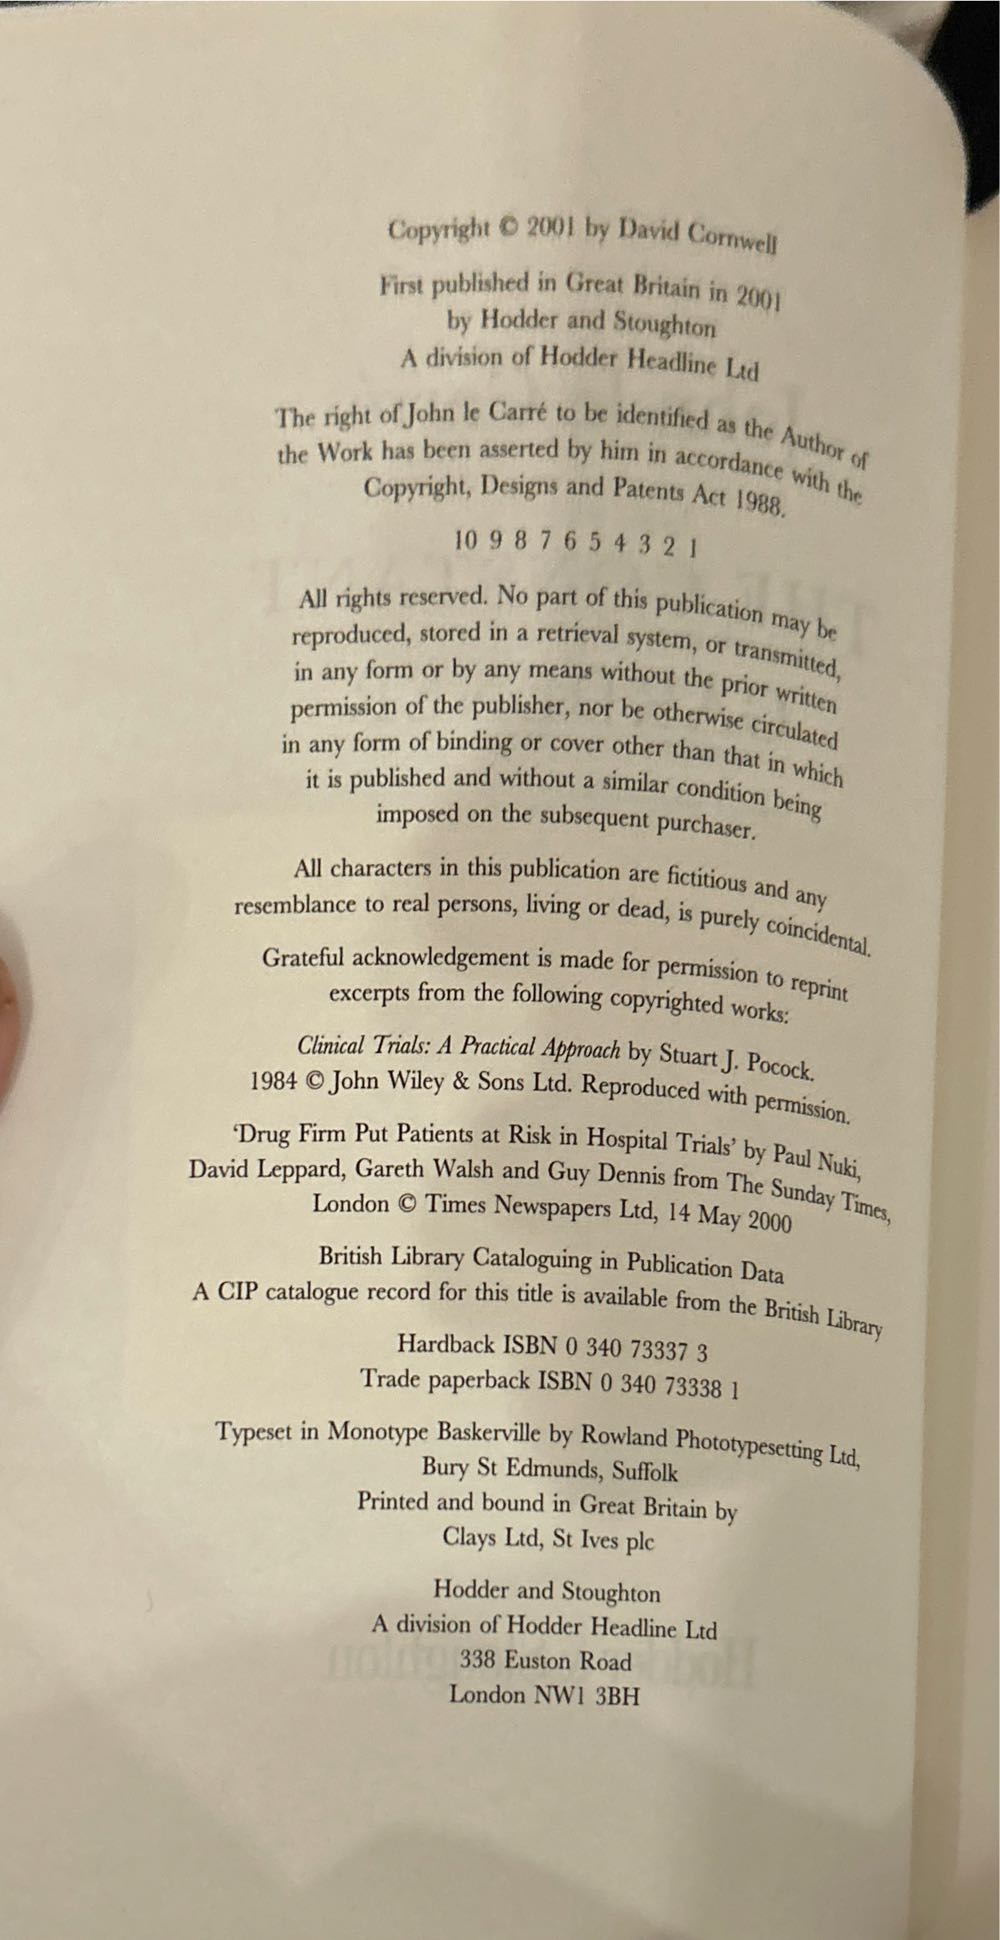 Copyright © 2001 by David Cornwell
First published in Great Britain in 2001
by Hodder and Stoughton
A division of Hodder Headline Ltd
The right of John le Carré to be identified as the Author of
the Work has been asserted by him in accordance with the
Copyright, Designs and Patents Act 1988.
10 9 8 7 6 5 4 3 2 1
All rights reserved. No part of this publication may be
reproduced, stored in a retrieval system, or transmitted,
in any form or by any means without the prior written
permission of the publisher, nor be otherwise circulated
in any form of binding or cover other than that in which
it is published and without a similar condition being
imposed on the subsequent purchaser.
All characters in this publication are fictitious and any
resemblance to real persons, living or dead, is purely coincidental.
Grateful acknowledgement is made for permission to reprint
excerpts from the following copyrighted works:
Clinical Trials: A Practical Approach by Stuart J. Pocock.
1984 © John Wiley & Sons Ltd. Reproduced with permission.
'Drug Firm Put Patients at Risk in Hospital Trials' by Paul Nuki,
David Leppard, Gareth Walsh and Guy Dennis from The Sunday Times,
London © Times Newspapers Ltd, 14 May 2000
British Library Cataloguing in Publication Data
A CIP catalogue record for this title is available from the British Library
Hardback ISBN 0 340 73337 3
Trade paperback ISBN 0 340 73338 1
Typeset in Monotype Baskerville by Rowland Phototypesetting Ltd,
Bury St Edmunds, Suffolk
Printed and bound in Great Britain by
Clays Ltd, St Ives plc
Hodder and Stoughton
A division of Hodder Headline Ltd
338 Euston Road
London NW1 3BH